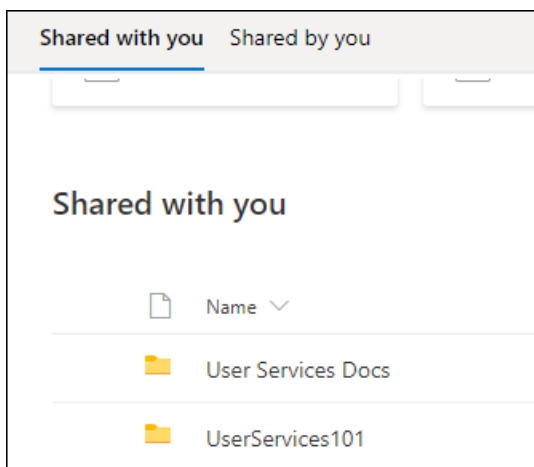 Shared with you Shared by you
Shared with you
Name
User Services Docs
UserServices101